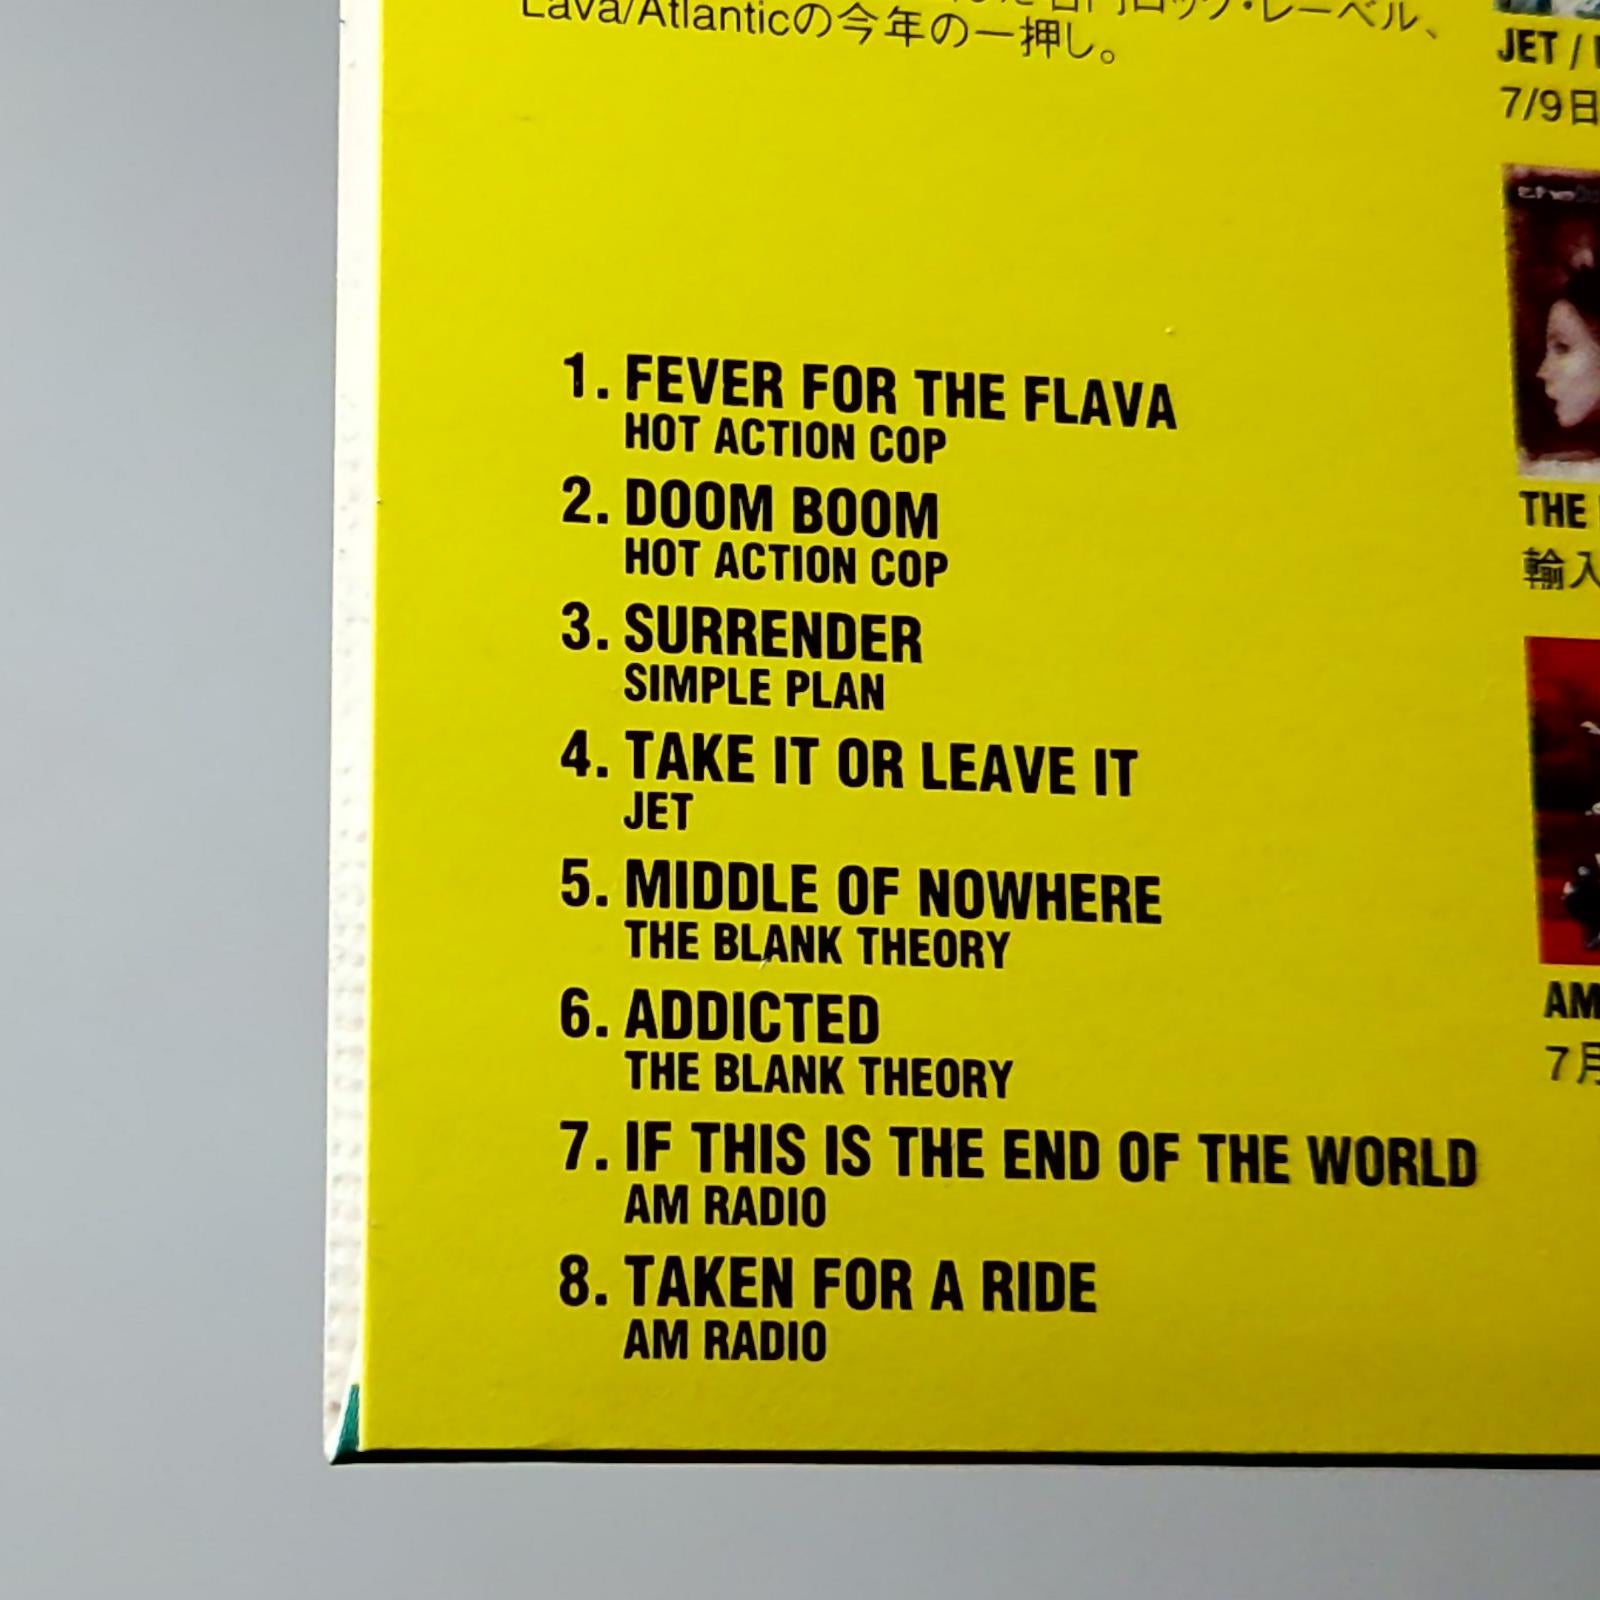 Lava/Atlanticの今年の一押し。
1. FEVER FOR THE FLAVA
HOT ACTION COP
2. DOOM BOOM
HOT ACTION COP
3. SURRENDER
SIMPLE PLAN
4. TAKE IT OR LEAVE IT
JET
5. MIDDLE OF NOWHERE
THE BLANK THEORY
6. ADDICTED
THE BLANK THEORY
7. IF THIS IS THE END OF THE WORLD
AM RADIO
8. TAKEN FOR A RIDE
AM RADIO
JET /
7/9日
THE
輸入
AM
7月